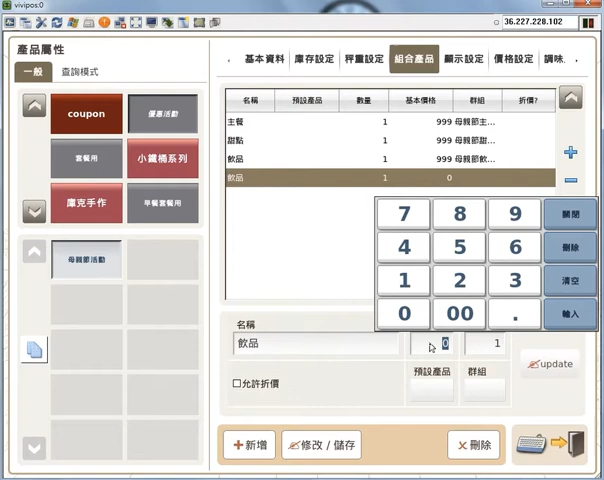 vivipos:0
36.227.228.102
產品屬性
一般
查詢模式
coupon
優惠活動
套餐用
小鐵桶系列
庫克手作
早餐套餐用
母親節活動
基本資料 庫存設定 秤重設定 組合產品 顯示設定 價格設定 調味.
名稱 預設產品 數量 基本價格 群組 折價?
主餐 1 999 母親節主...
甜點 1 999 母親節甜...
飲品 1 999 母親節飲...
飲品 1 0
7 8 9 關閉
4 5 6 刪除
1 2 3 清空
0 00 . 輸入
名稱
飲品 0 1
update
允許折價
預設產品 群組
新增
修改 / 儲存
刪除